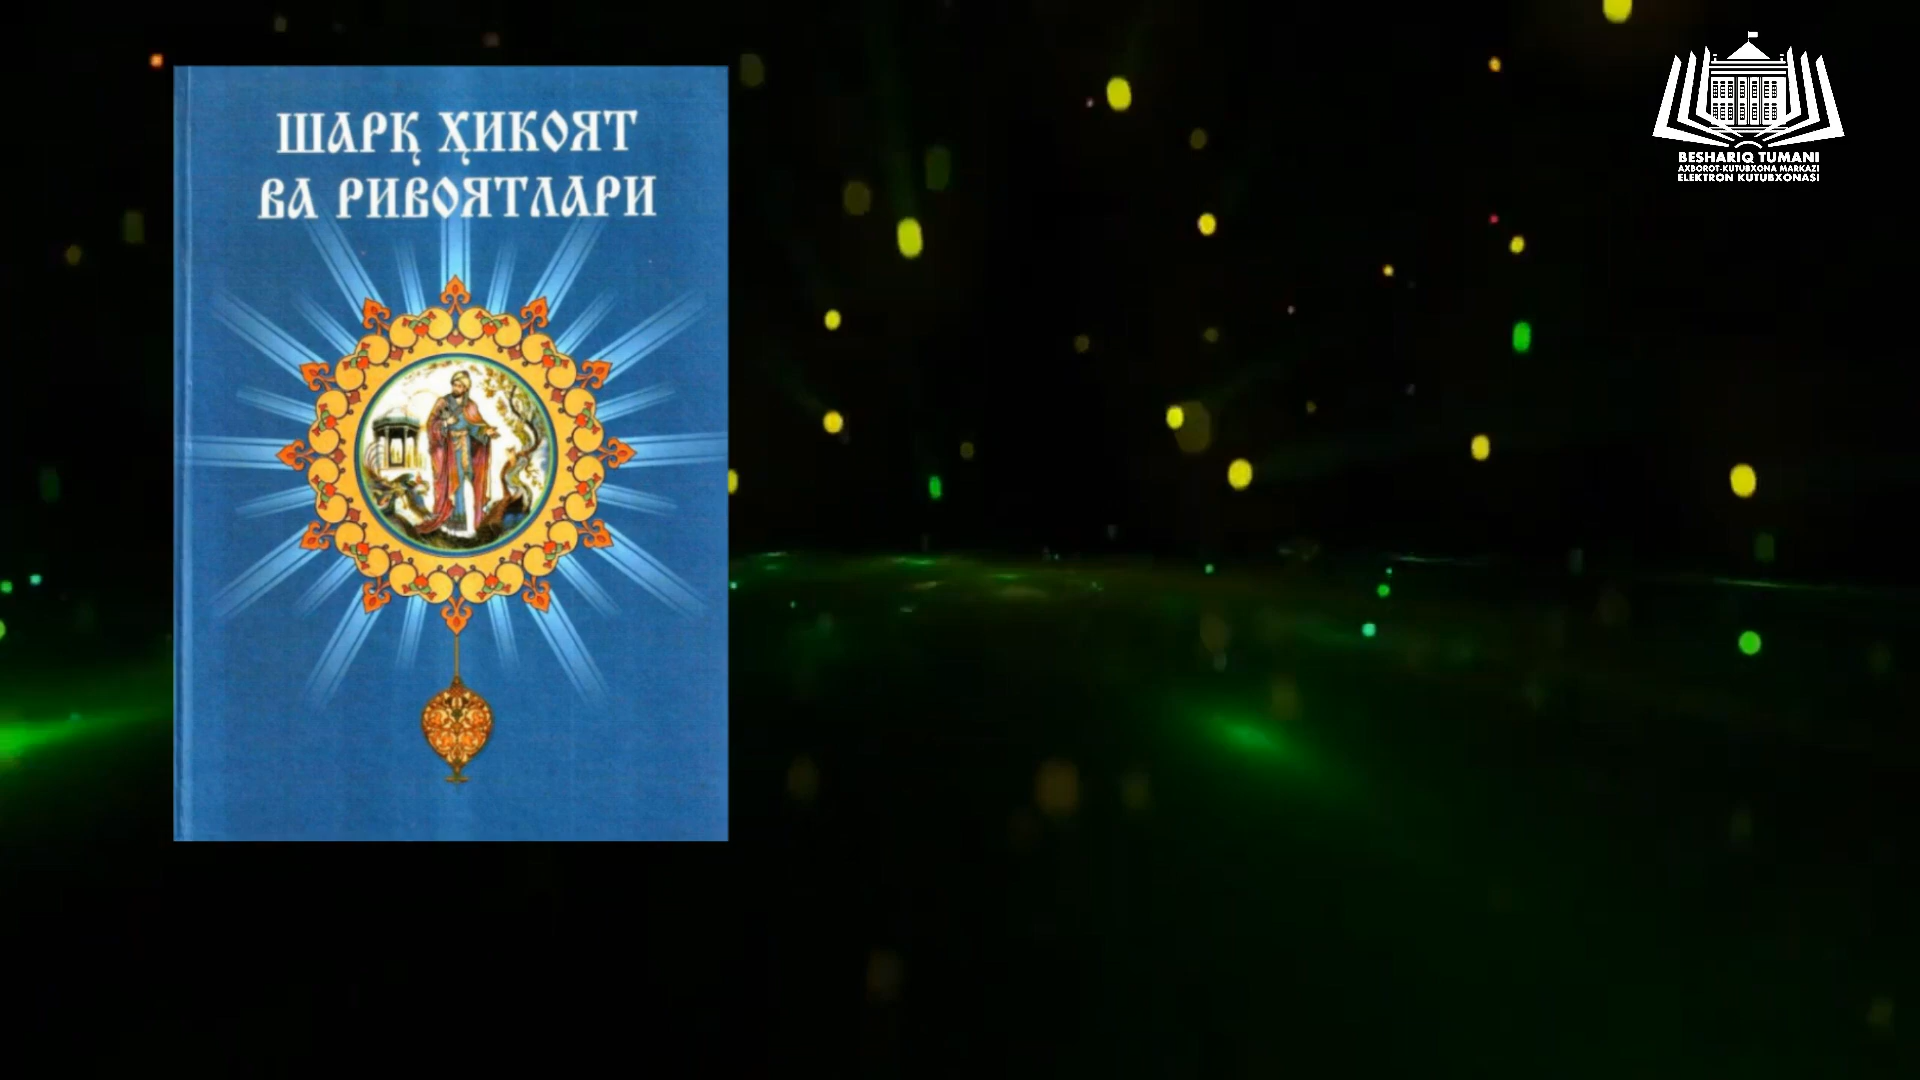 ШАРҚ ҲИКОЯТ
ВА РИВОЯТЛАРИ
BESHARIQ TUMANI
AXBOROT-KUTUBXONA MARKAZI
ELEKTRON KUTUBXONASI